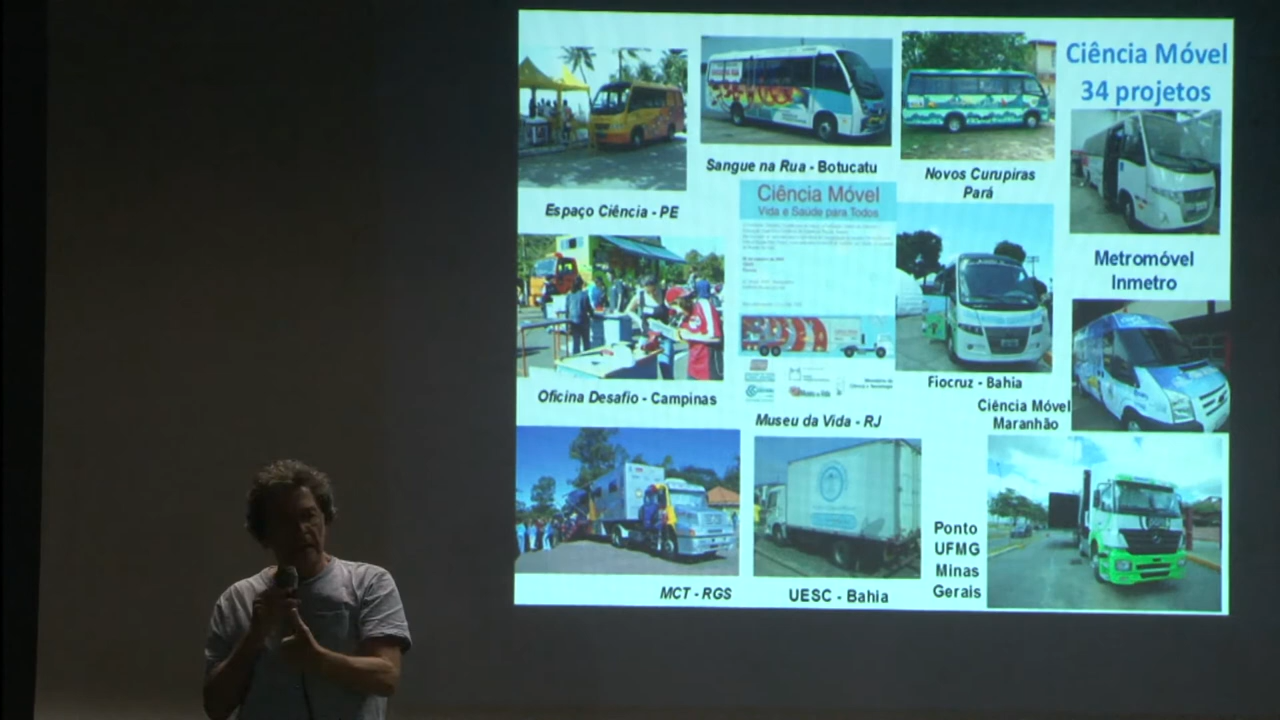 Ciência Móvel
34 projetos
Sangue na Rua - Botucatu
Novos Curupiras
Pará
Espaço Ciência - PE
Ciência Móvel
Vida e Saúde para Todos
Metromóvel
Inmetro
Oficina Desafio - Campinas
Fiocruz - Bahia
Museu da Vida - RJ
Ciência Móvel
Maranhão
Ponto
UFMG
Minas
Gerais
MCT - RGS
UESC - Bahia